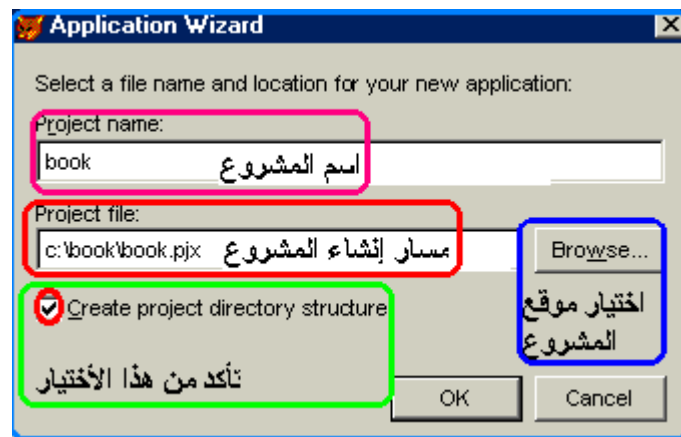 Application Wizard
Select a file name and location for your new application:
Project name:
book اسم المشروع
Project file:
c:\book\book.pjx مسار إنشاء المشروع
Browse...
Create project directory structure
اختيار موقع
المشروع
تأكد من هذا الأختيار
OK
Cancel